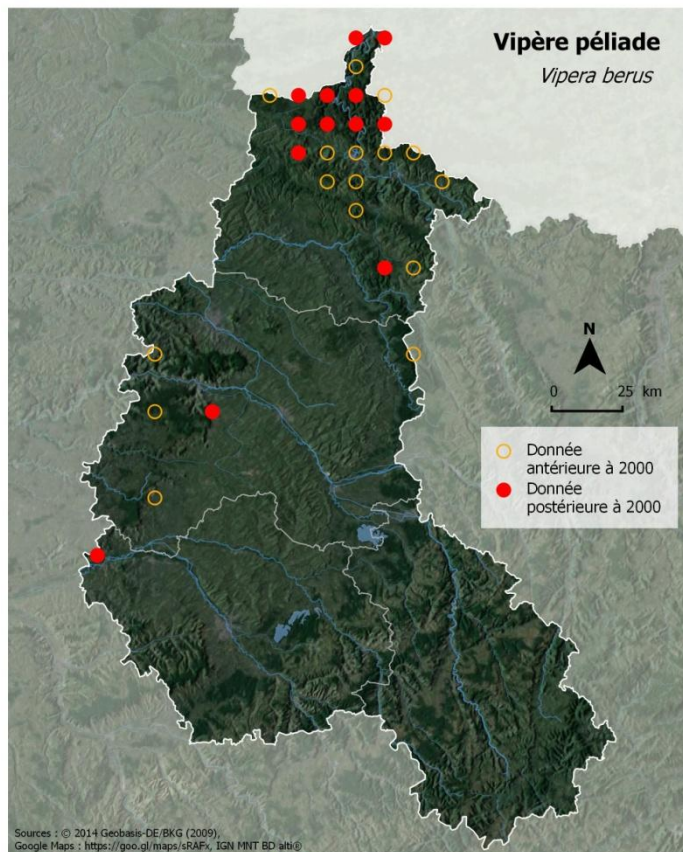 Vipère péliade
Vipera berus
N
0 25 km
Donnée
antérieure à 2000
Donnée
postérieure à 2000
Sources : © 2014 Geobasis-DE/BKG (2009),
Google Maps : https://goo.gl/maps/sRAFx, IGN MNT BD alti®